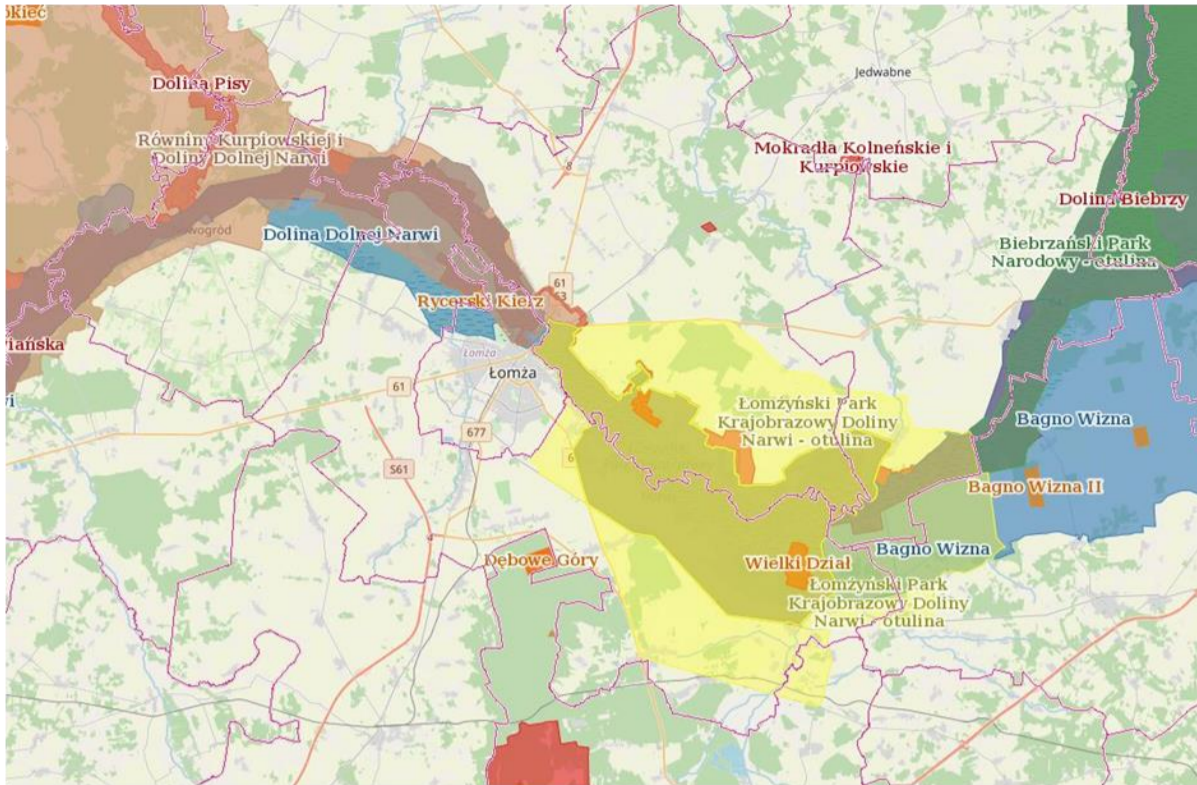 Dolina Pisy
Jedwabne
Równiny Kurpiowskiej i
Doliny Dolnej Narwi
Mokradła Kolneńskie i
Kurpiowskie
8
Dolina Biebrzy
Dolina Dolnej Narwi
Biebrzański Park
Narodowy - otulina
61
Łomża
Łomża
61
677
S61
Łomżyński Park
Krajobrazowy Doliny
Narwi - otulina
Bagno Wizna
Bagno Wizna II
Bagno Wizna
Dębowe Góry
Wielki Dział
Łomżyński Park
Krajobrazowy Doliny
Narwi - otulina